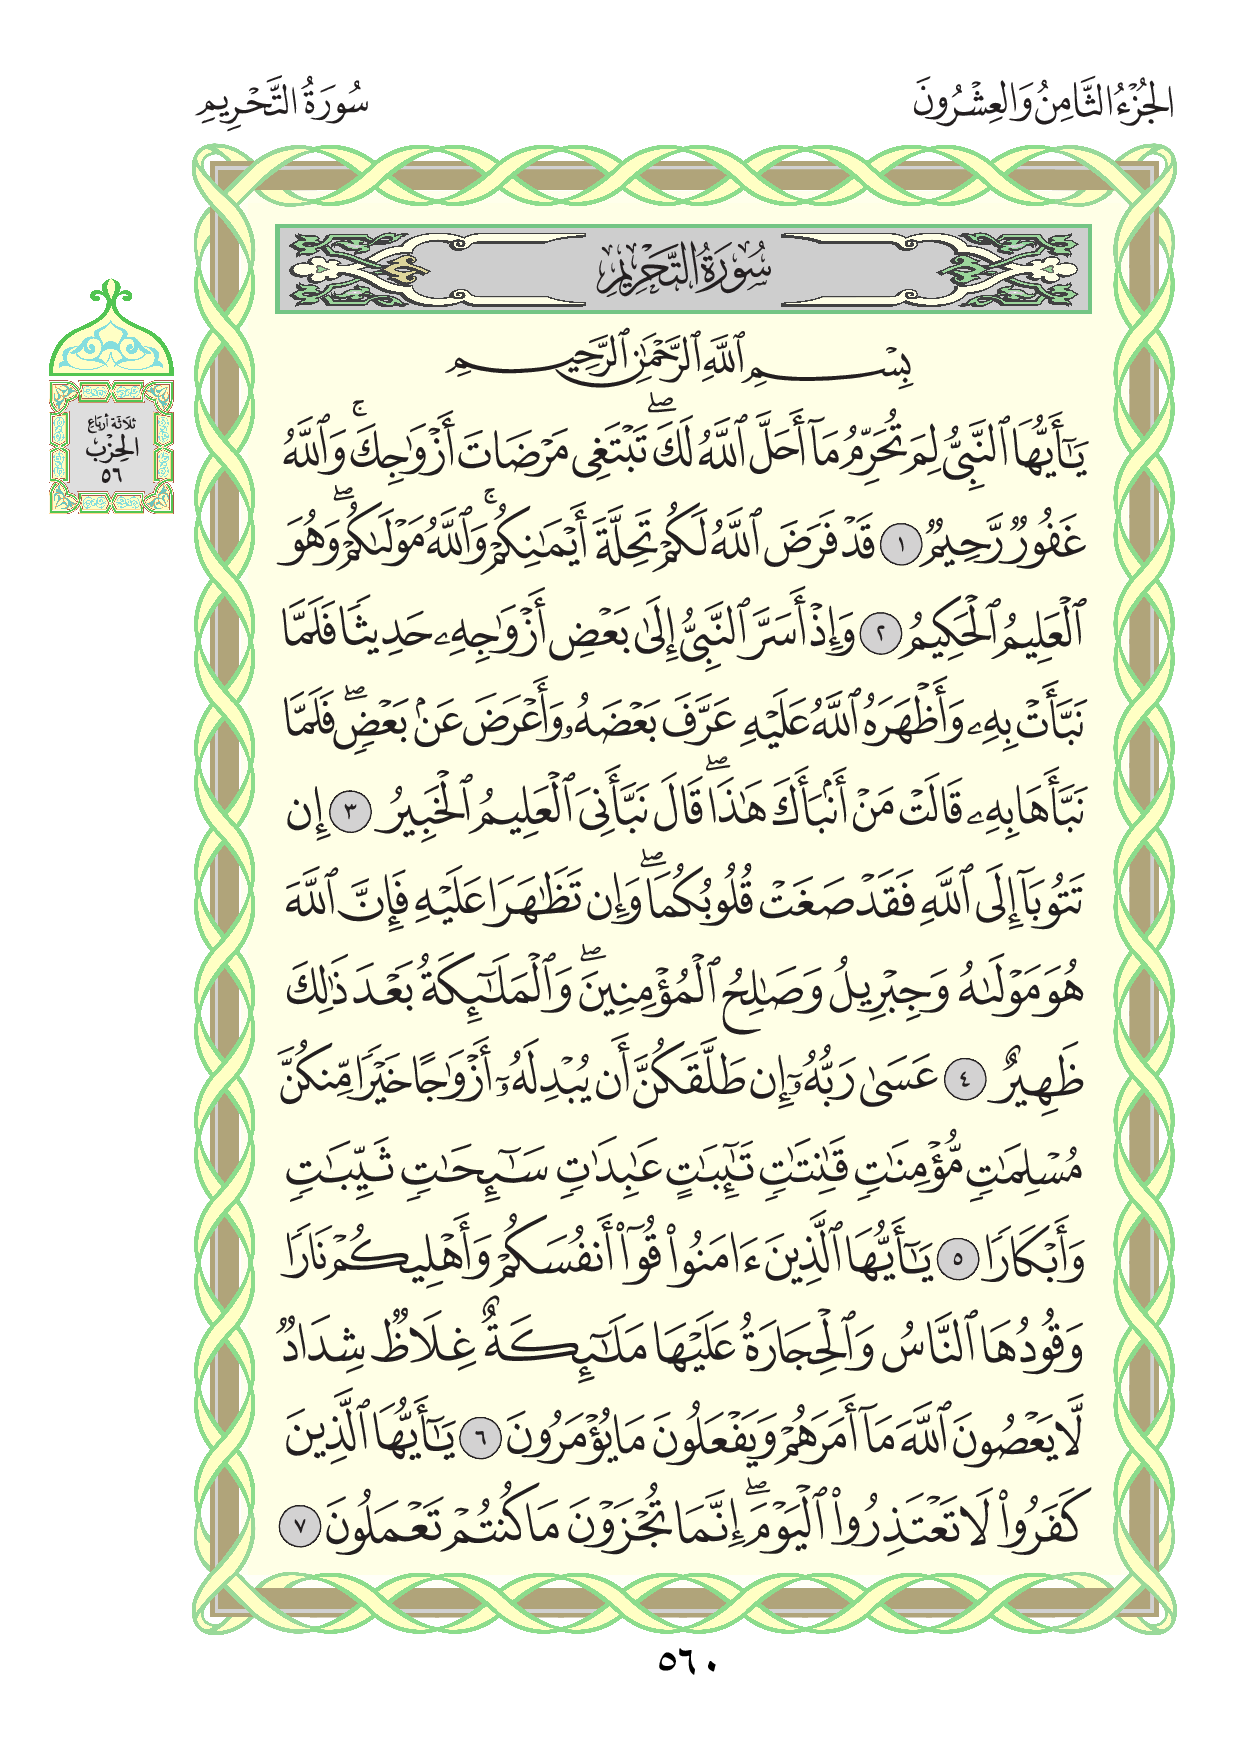 الجُزْءُ الثَّامِنُ وَالعِشْرُونَ
سُورَةُ التَّحْرِيمِ
سُورَةُ التَّحْرِيمِ
بِسْمِ ٱللَّهِ ٱلرَّحْمَٰنِ ٱلرَّحِيمِ
يَٰٓأَيُّهَا ٱلنَّبِىُّ لِمَ تُحَرِّمُ مَآ أَحَلَّ ٱللَّهُ لَكَ ۖ تَبْتَغِى مَرْضَاتَ أَزْوَٰجِكَ ۚ وَٱللَّهُ
غَفُورٌ رَّحِيمٌ ١ قَدْ فَرَضَ ٱللَّهُ لَكُمْ تَحِلَّةَ أَيْمَٰنِكُمْ ۚ وَٱللَّهُ مَوْلَىٰكُمْ ۖ وَهُوَ
ٱلْعَلِيمُ ٱلْحَكِيمُ ٢ وَإِذْ أَسَرَّ ٱلنَّبِىُّ إِلَىٰ بَعْضِ أَزْوَٰجِهِۦ حَدِيثًا فَلَمَّا
نَبَّأَتْ بِهِۦ وَأَظْهَرَهُ ٱللَّهُ عَلَيْهِ عَرَّفَ بَعْضَهُۥ وَأَعْرَضَ عَنۢ بَعْضٍ ۖ فَلَمَّا
نَبَّأَهَا بِهِۦ قَالَتْ مَنْ أَنۢبَأَكَ هَٰذَا ۖ قَالَ نَبَّأَنِىَ ٱلْعَلِيمُ ٱلْخَبِيرُ ٣ إِن
تَتُوبَآ إِلَى ٱللَّهِ فَقَدْ صَغَتْ قُلُوبُكُمَا ۖ وَإِن تَظَٰهَرَا عَلَيْهِ فَإِنَّ ٱللَّهَ
هُوَ مَوْلَىٰهُ وَجِبْرِيلُ وَصَٰلِحُ ٱلْمُؤْمِنِينَ ۖ وَٱلْمَلَٰٓئِكَةُ بَعْدَ ذَٰلِكَ
ظَهِيرٌ ٤ عَسَىٰ رَبُّهُۥٓ إِن طَلَّقَكُنَّ أَن يُبْدِلَهُۥٓ أَزْوَٰجًا خَيْرًا مِّنكُنَّ
مُسْلِمَٰتٍ مُّؤْمِنَٰتٍ قَٰنِتَٰتٍ تَٰٓئِبَٰتٍ عَٰبِدَٰتٍ سَٰٓئِحَٰتٍ ثَيِّبَٰتٍ
وَأَبْكَارًا ٥ يَٰٓأَيُّهَا ٱلَّذِينَ ءَامَنُوا۟ قُوٓا۟ أَنفُسَكُمْ وَأَهْلِيكُمْ نَارًا
وَقُودُهَا ٱلنَّاسُ وَٱلْحِجَارَةُ عَلَيْهَا مَلَٰٓئِكَةٌ غِلَاظٌ شِدَادٌ
لَّا يَعْصُونَ ٱللَّهَ مَآ أَمَرَهُمْ وَيَفْعَلُونَ مَا يُؤْمَرُونَ ٦ يَٰٓأَيُّهَا ٱلَّذِينَ
كَفَرُوا۟ لَا تَعْتَذِرُوا۟ ٱلْيَوْمَ ۖ إِنَّمَا تُجْزَوْنَ مَا كُنتُمْ تَعْمَلُونَ ٧
ثلاثة أرباع
الحِزْب
٥٦
٥٦٠